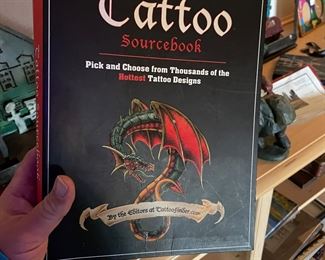 Tattoo
Sourcebook
Pick and Choose from Thousands of the
Hottest Tattoo Designs
By the Editors at TattooFinder.com